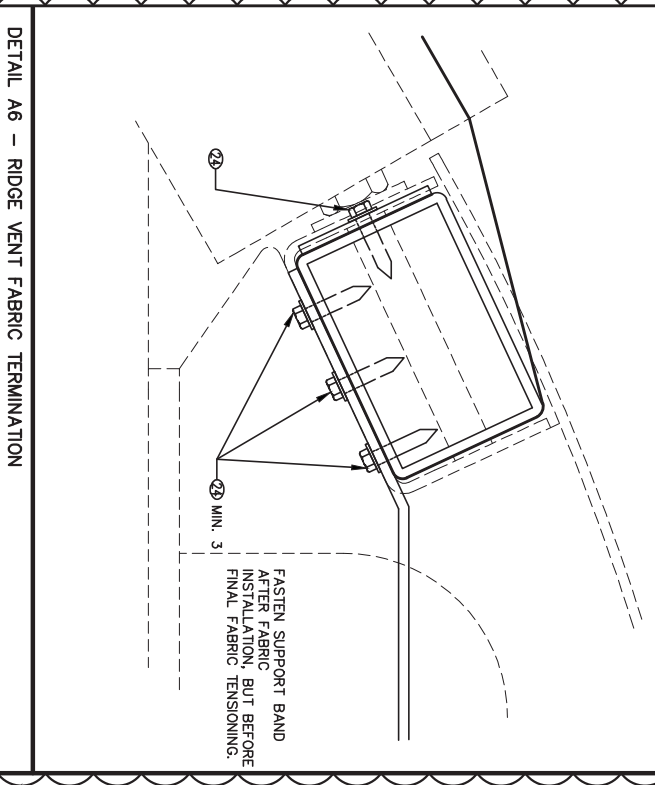 24
24 MIN. 3
FASTEN SUPPORT BAND
AFTER FABRIC
INSTALLATION, BUT BEFORE
FINAL FABRIC TENSIONING.
DETAIL A6 – RIDGE VENT FABRIC TERMINATION